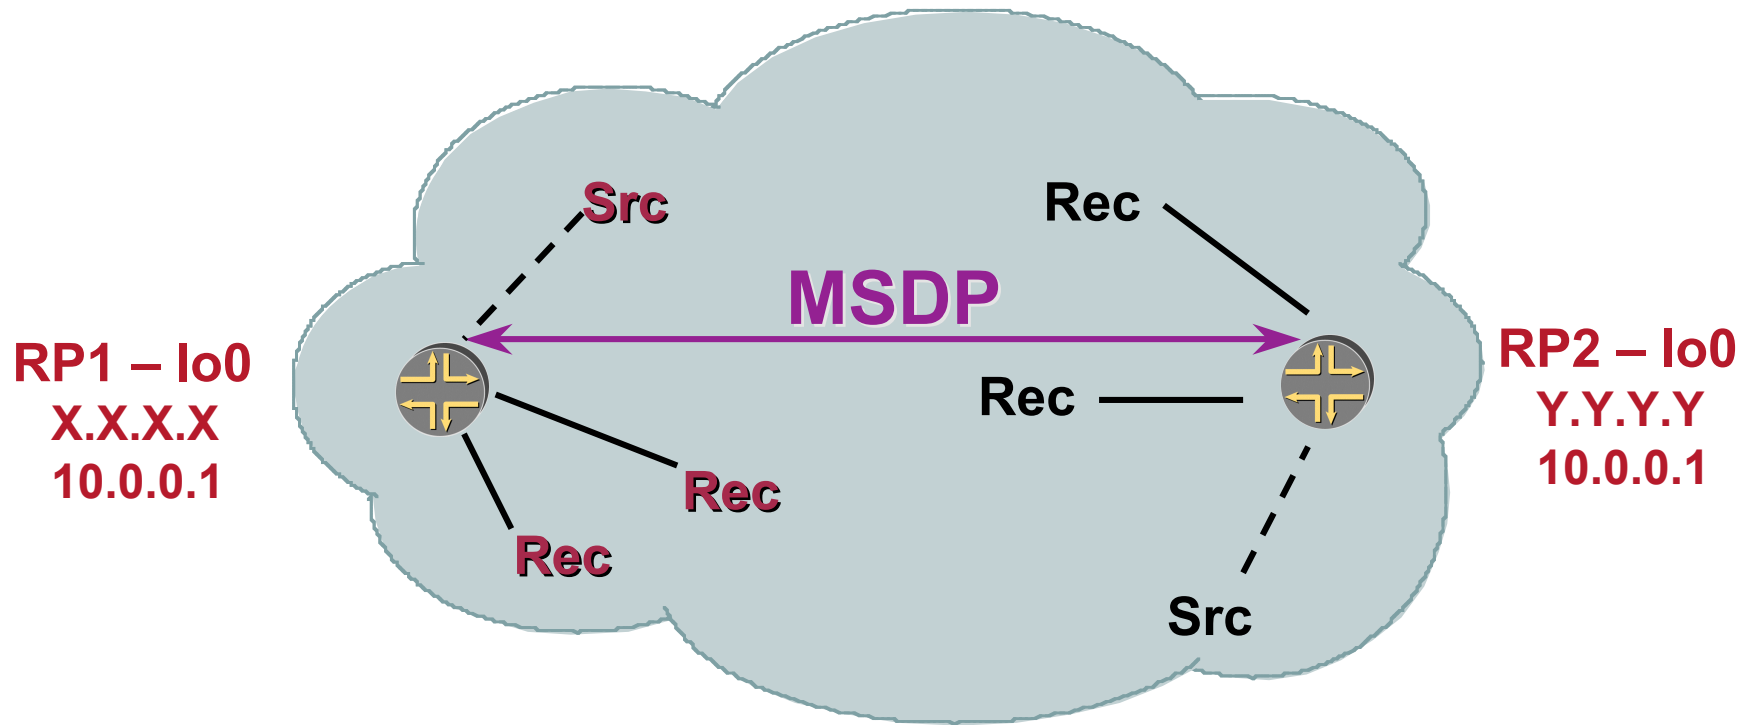 Src
Rec
MSDP
RP1 – lo0
X.X.X.X
10.0.0.1
RP2 – lo0
Y.Y.Y.Y
10.0.0.1
Rec
Rec
Rec
Src